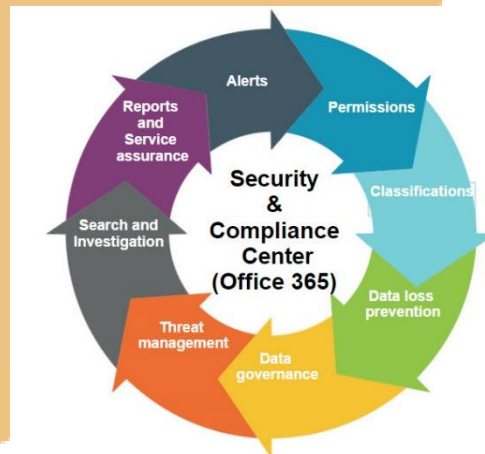 Alerts
Permissions
Classifications
Data loss
prevention
Data
governance
Threat
management
Search and
Investigation
Reports
and
Service
assurance
Security
&
Compliance
Center
(Office 365)